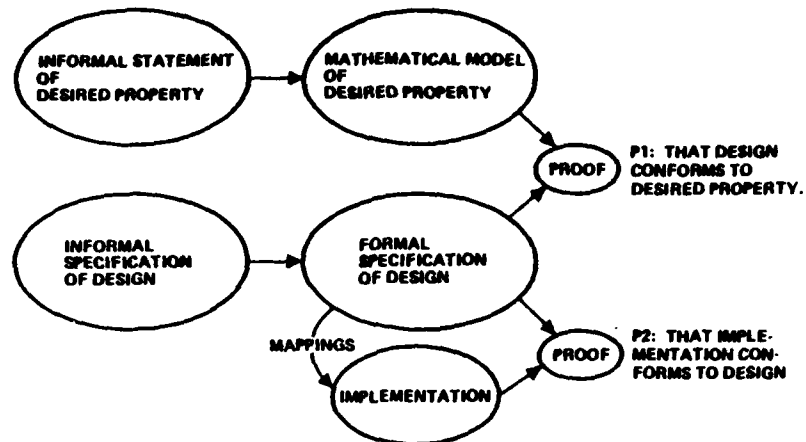 INFORMAL STATEMENT
OF
DESIRED PROPERTY
MATHEMATICAL MODEL
OF
DESIRED PROPERTY
PROOF
P1: THAT DESIGN
CONFORMS TO
DESIRED PROPERTY.
INFORMAL
SPECIFICATION
OF DESIGN
FORMAL
SPECIFICATION
OF DESIGN
MAPPINGS
IMPLEMENTATION
PROOF
P2: THAT IMPLE-
MENTATION CON-
FORMS TO DESIGN